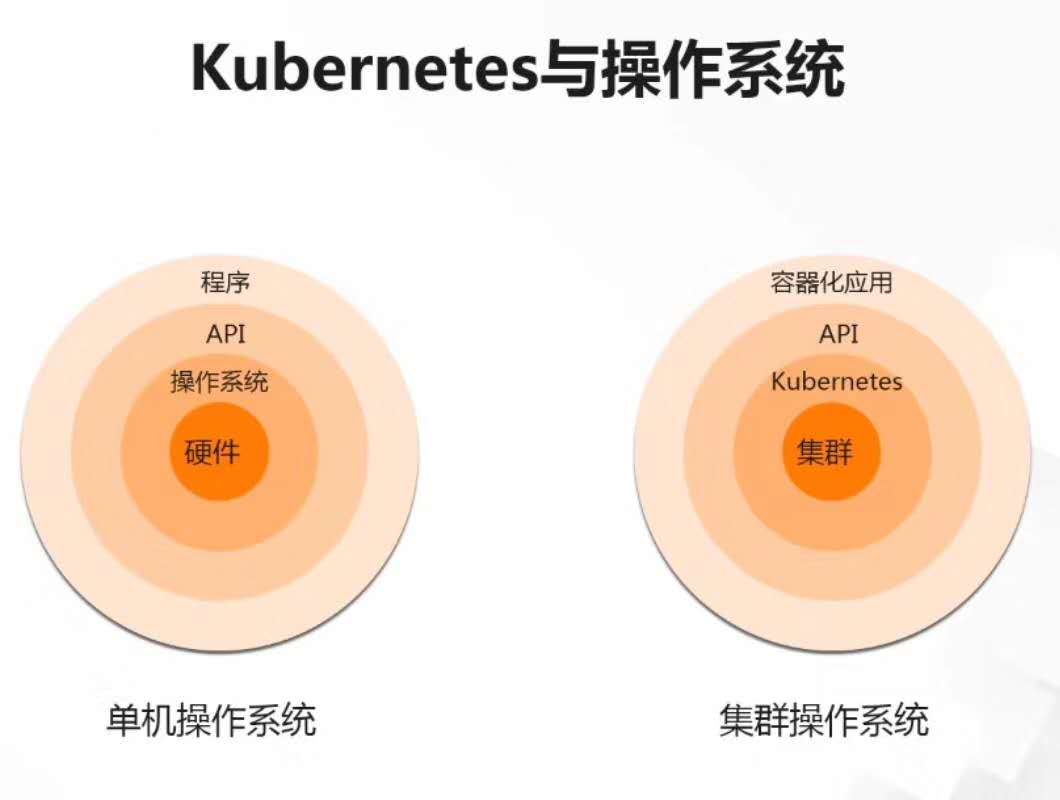 Kubernetes与操作系统
程序
API
操作系统
硬件
单机操作系统
容器化应用
API
Kubernetes
集群
集群操作系统